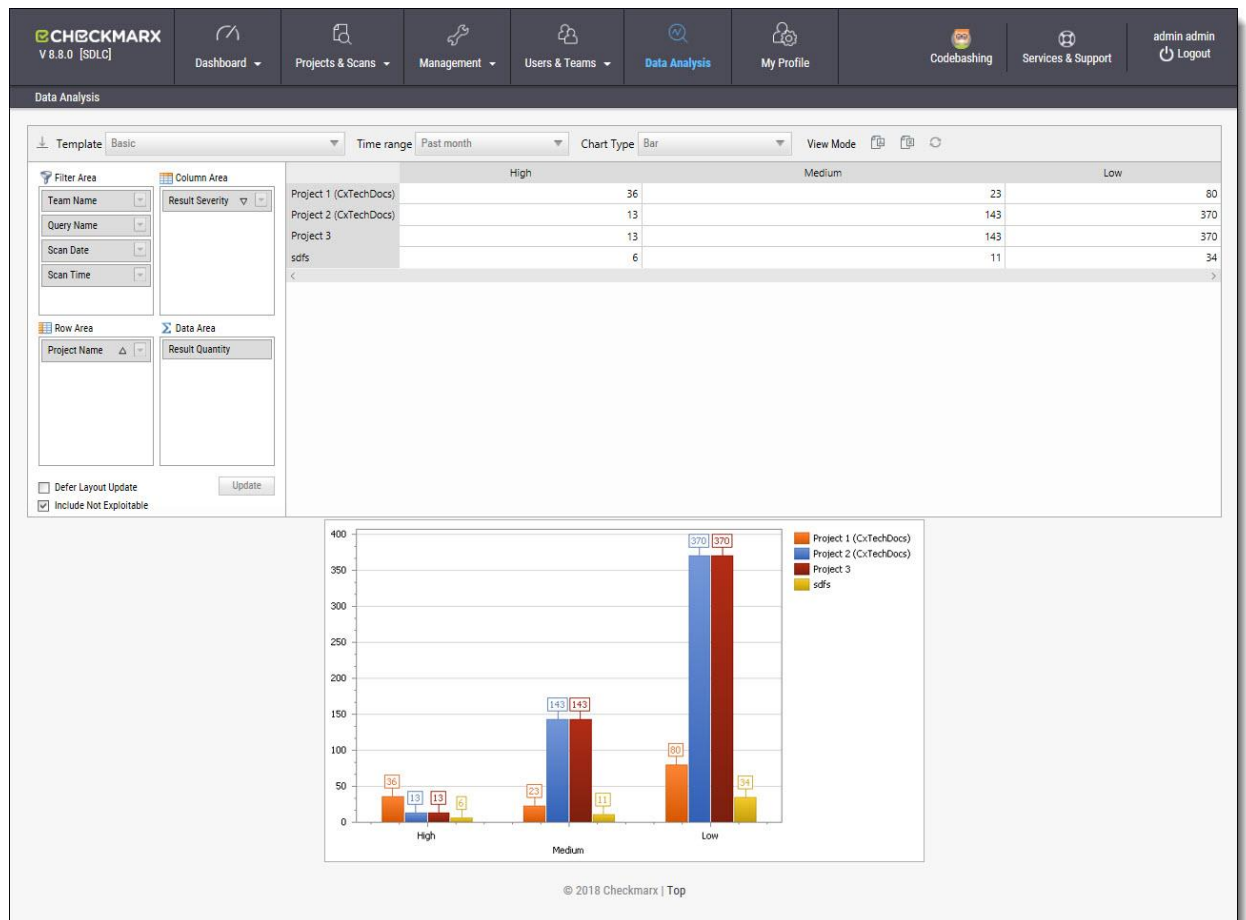 CHECKMARX
V 8.8.0 [SDLC]
Dashboard
Projects & Scans
Management
Users & Teams
Data Analysis
My Profile
Codebashing
Services & Support
admin admin
Logout
Data Analysis
Template Basic Time range Past month Chart Type Bar View Mode
Filter Area
Team Name
Query Name
Scan Date
Scan Time
Column Area
Result Severity
Row Area
Project Name
Data Area
Result Quantity
Defer Layout Update
Update
Include Not Exploitable
High Medium Low
Project 1 (CxTechDocs) 36 23 80
Project 2 (CxTechDocs) 13 143 370
Project 3 13 143 370
sdfs 6 11 34
400
350
300
250
200
150
100
50
0
36 13 13 6
23 143 143 11
80 370 370 34
High
Medium
Low
Project 1 (CxTechDocs)
Project 2 (CxTechDocs)
Project 3
sdfs
© 2018 Checkmarx | Top